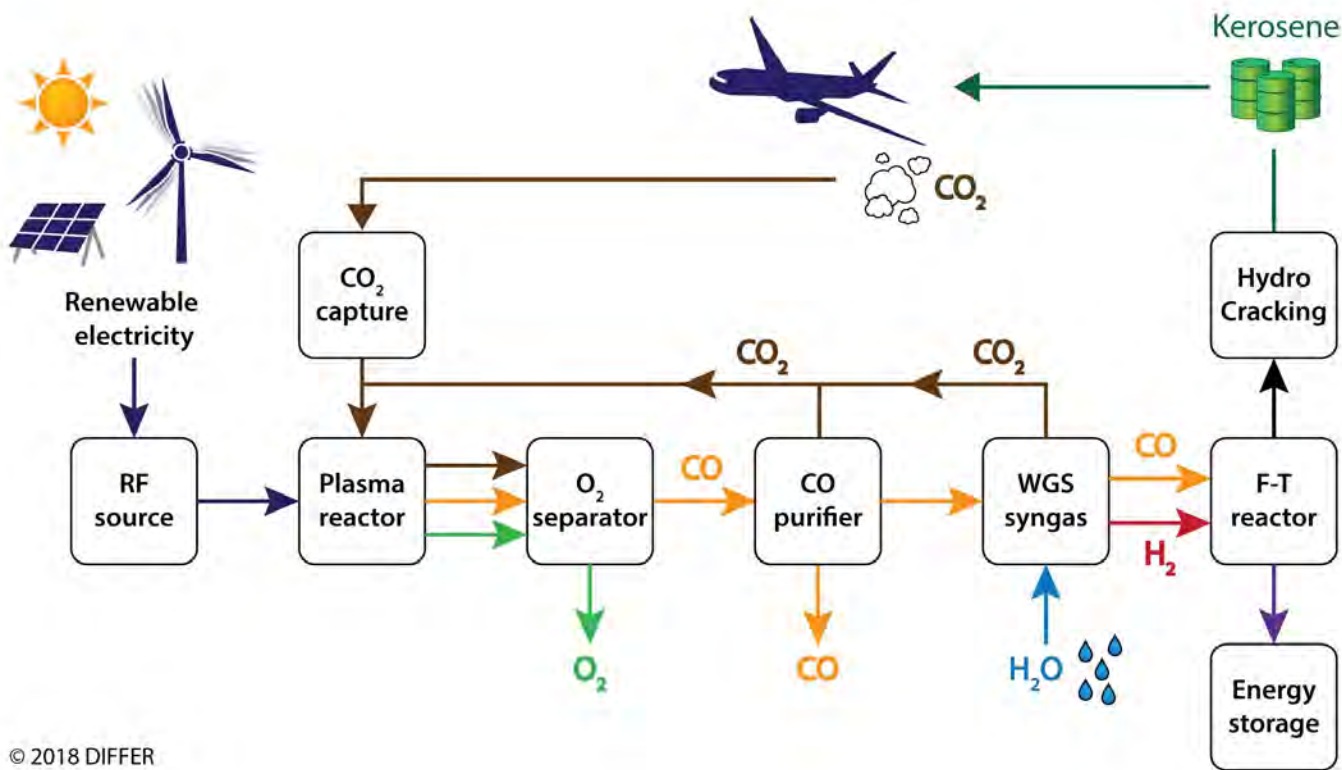 Kerosene
CO₂
CO₂
capture
Hydro
Cracking
Renewable
electricity
CO₂
CO₂
RF
source
Plasma
reactor
O₂
separator
CO
CO
purifier
WGS
syngas
CO
H₂
F-T
reactor
O₂
CO
H₂O
Energy
storage
© 2018 DIFFER